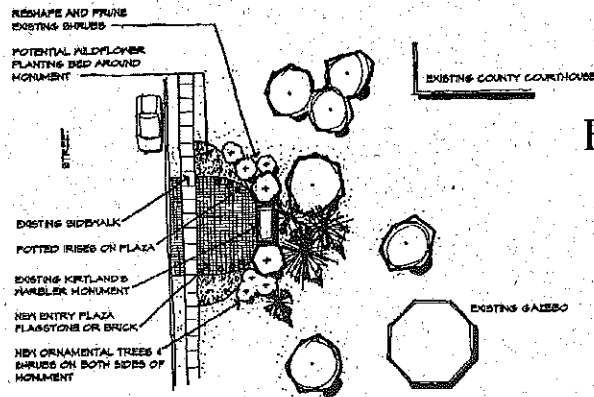 RESHAPE AND PRUNE
EXISTING SHRUBS
POTENTIAL WILDFLOWER
PLANTING BED AROUND
MONUMENT
EXISTING COUNTY COURTHOUSE
STREET
EXISTING SIDEWALK
POTTED IRISES ON PLAZA
EXISTING KIRTLAND'S
WARBLER MONUMENT
NEW ENTRY PLAZA
FLAGSTONE OR BRICK
NEW ORNAMENTAL TREES &
SHRUBS ON BOTH SIDES OF
MONUMENT
EXISTING GAZEBO